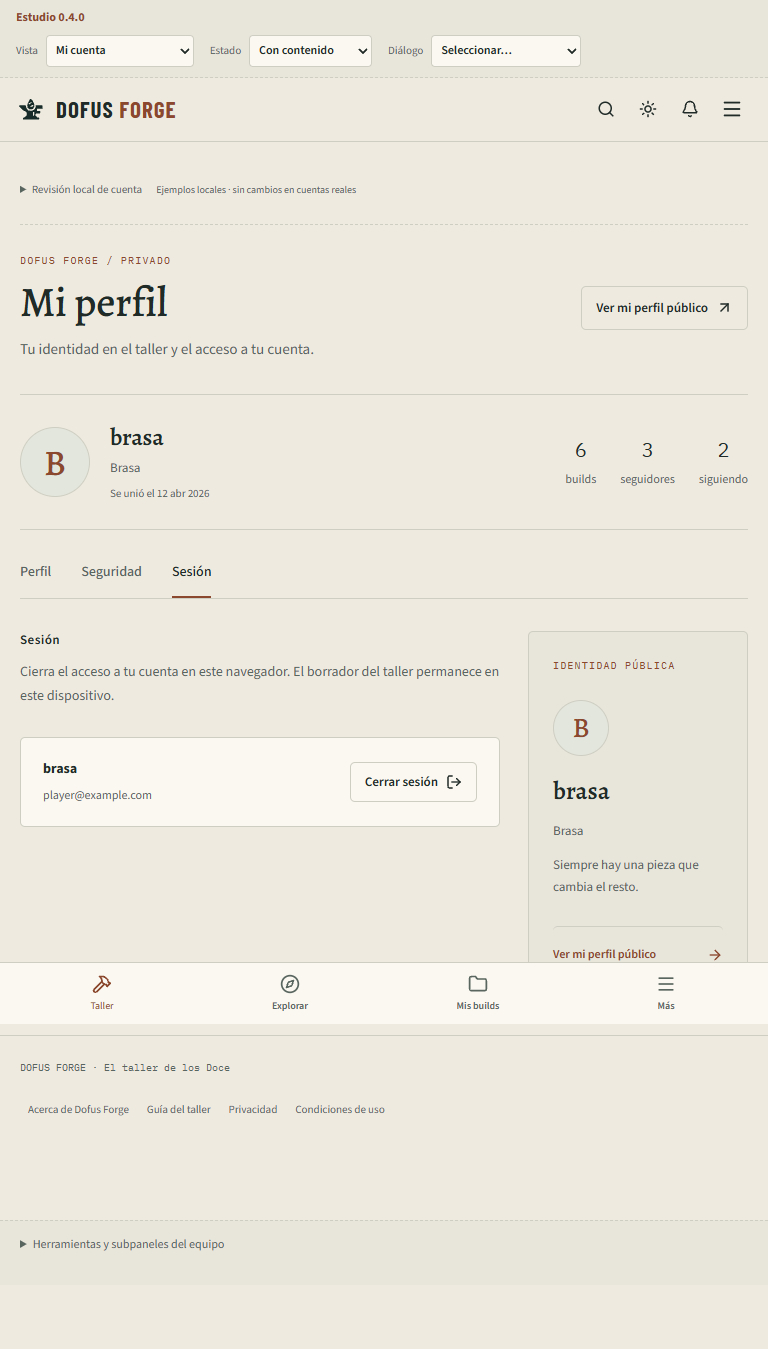 Estudio 0.4.0
Vista Mi cuenta Estado Con contenido Diálogo Seleccionar...
DOFUS FORGE
Revisión local de cuenta Ejemplos locales · sin cambios en cuentas reales
DOFUS FORGE / PRIVADO
Mi perfil
Ver mi perfil público
Tu identidad en el taller y el acceso a tu cuenta.
B
brasa
Brasa
Se unió el 12 abr 2026
6 3 2
builds seguidores siguiendo
Perfil Seguridad Sesión
Sesión
Cierra el acceso a tu cuenta en este navegador. El borrador del taller permanece en
este dispositivo.
brasa
player@example.com
Cerrar sesión
IDENTIDAD PÚBLICA
B
brasa
Brasa
Siempre hay una pieza que
cambia el resto.
Ver mi perfil público
Taller Explorar Mis builds Más
DOFUS FORGE · El taller de los Doce
Acerca de Dofus Forge Guía del taller Privacidad Condiciones de uso
Herramientas y subpaneles del equipo